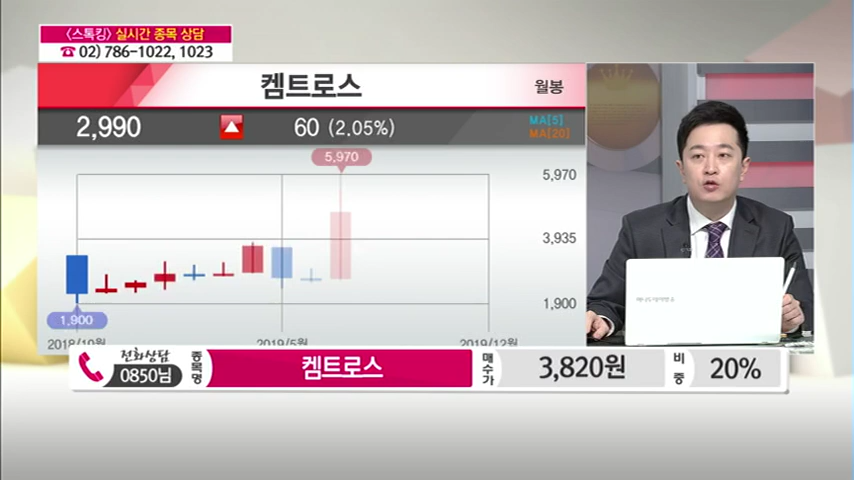 <스톡킹> 실시간 종목 상담
☎ 02) 786-1022, 1023
켐트로스
월봉
2,990 ▲ 60 (2.05%)
MA[5]
MA[20]
5,970
5,970
3,935
1,900
1,900
2018/10월 2019/5월 2019/12월
전화상담
0850님
종목명
켐트로스
매수가
3,820원
비중
20%